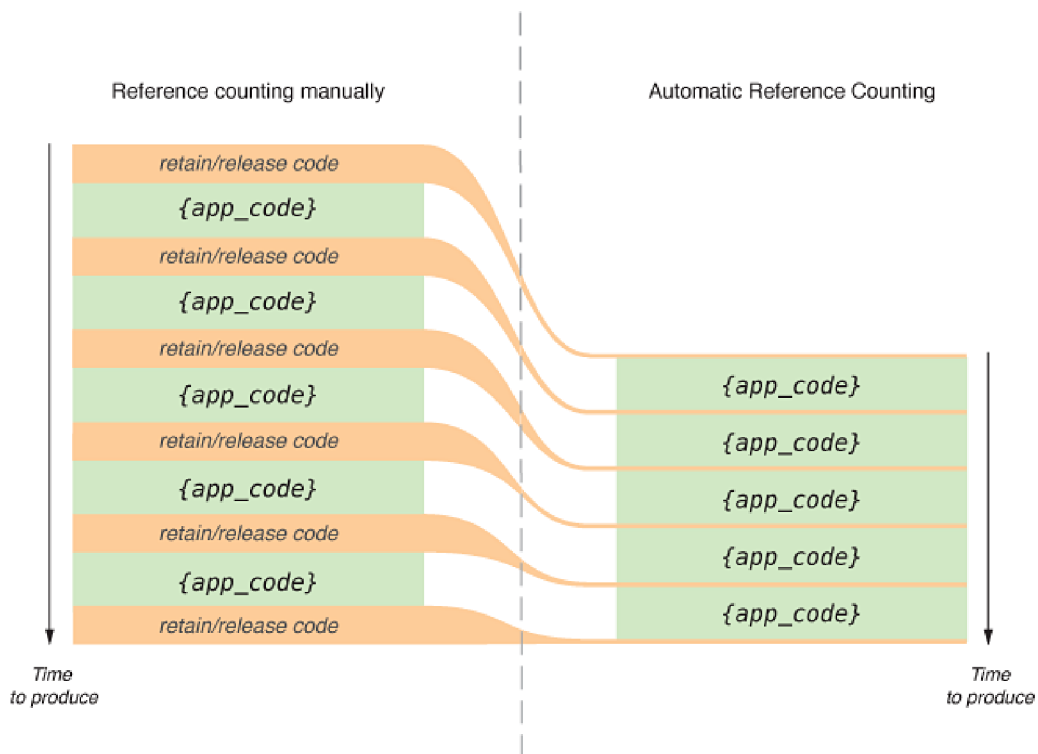 Reference counting manually
Automatic Reference Counting
retain/release code
{app_code}
retain/release code
{app_code}
retain/release code
{app_code}
retain/release code
{app_code}
retain/release code
{app_code}
retain/release code
Time
to produce
{app_code}
{app_code}
{app_code}
{app_code}
{app_code}
Time
to produce